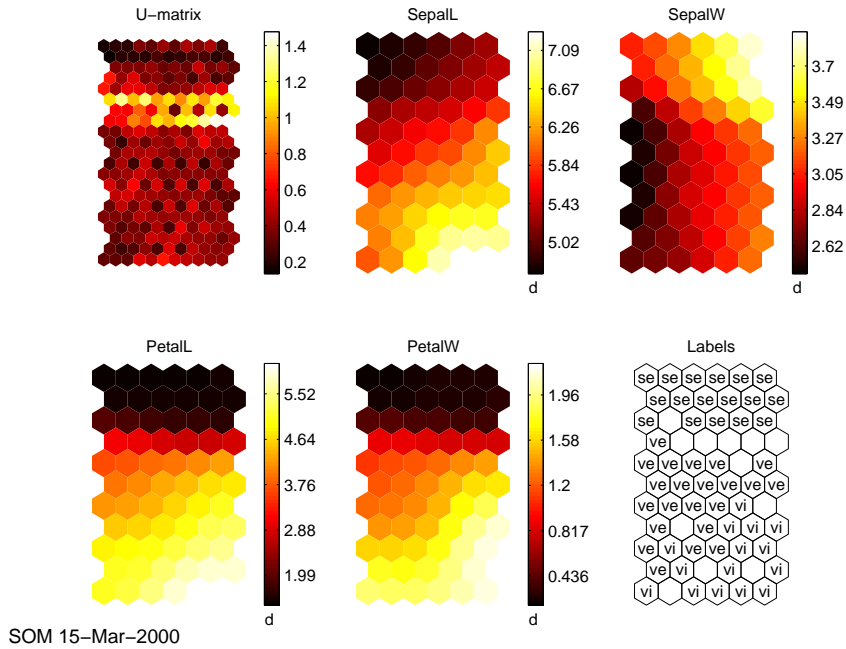 U-matrix
1.4
1.2
1
0.8
0.6
0.4
0.2
SepalL
7.09
6.67
6.26
5.84
5.43
5.02
d
SepalW
3.7
3.49
3.27
3.05
2.84
2.62
d
PetalL
5.52
4.64
3.76
2.88
1.99
d
PetalW
1.96
1.58
1.2
0.817
0.436
d
Labels
se se se se se se
se se se se se se
se se se se se
ve
ve ve ve ve ve
ve ve ve ve ve ve
ve ve ve ve vi
ve ve vi vi vi
ve vi ve ve vi vi
ve vi vi vi
vi vi vi vi
SOM 15-Mar-2000